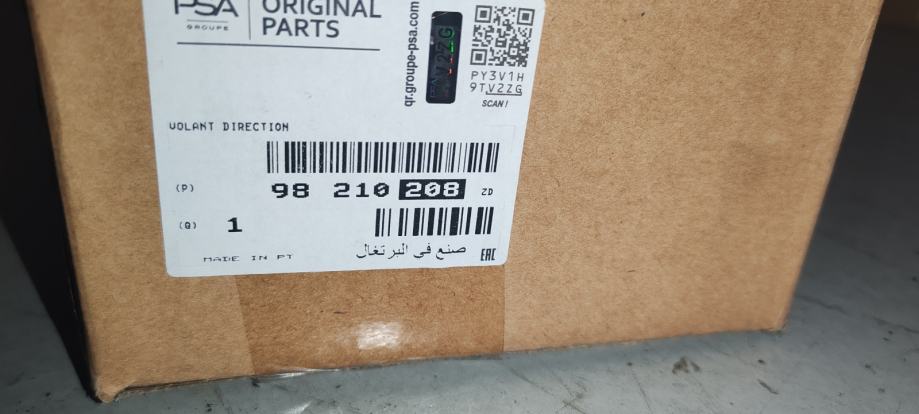 PSA
GROUPE
ORIGINAL
PARTS
qr.groupe-psa.com
V2ZG
PY3V1H
9TV2ZG
SCAN!
VOLANT DIRECTION
(P) 98 210 208 ZD
(Q) 1
MADE IN PT
صنع في البرتغال
EAC